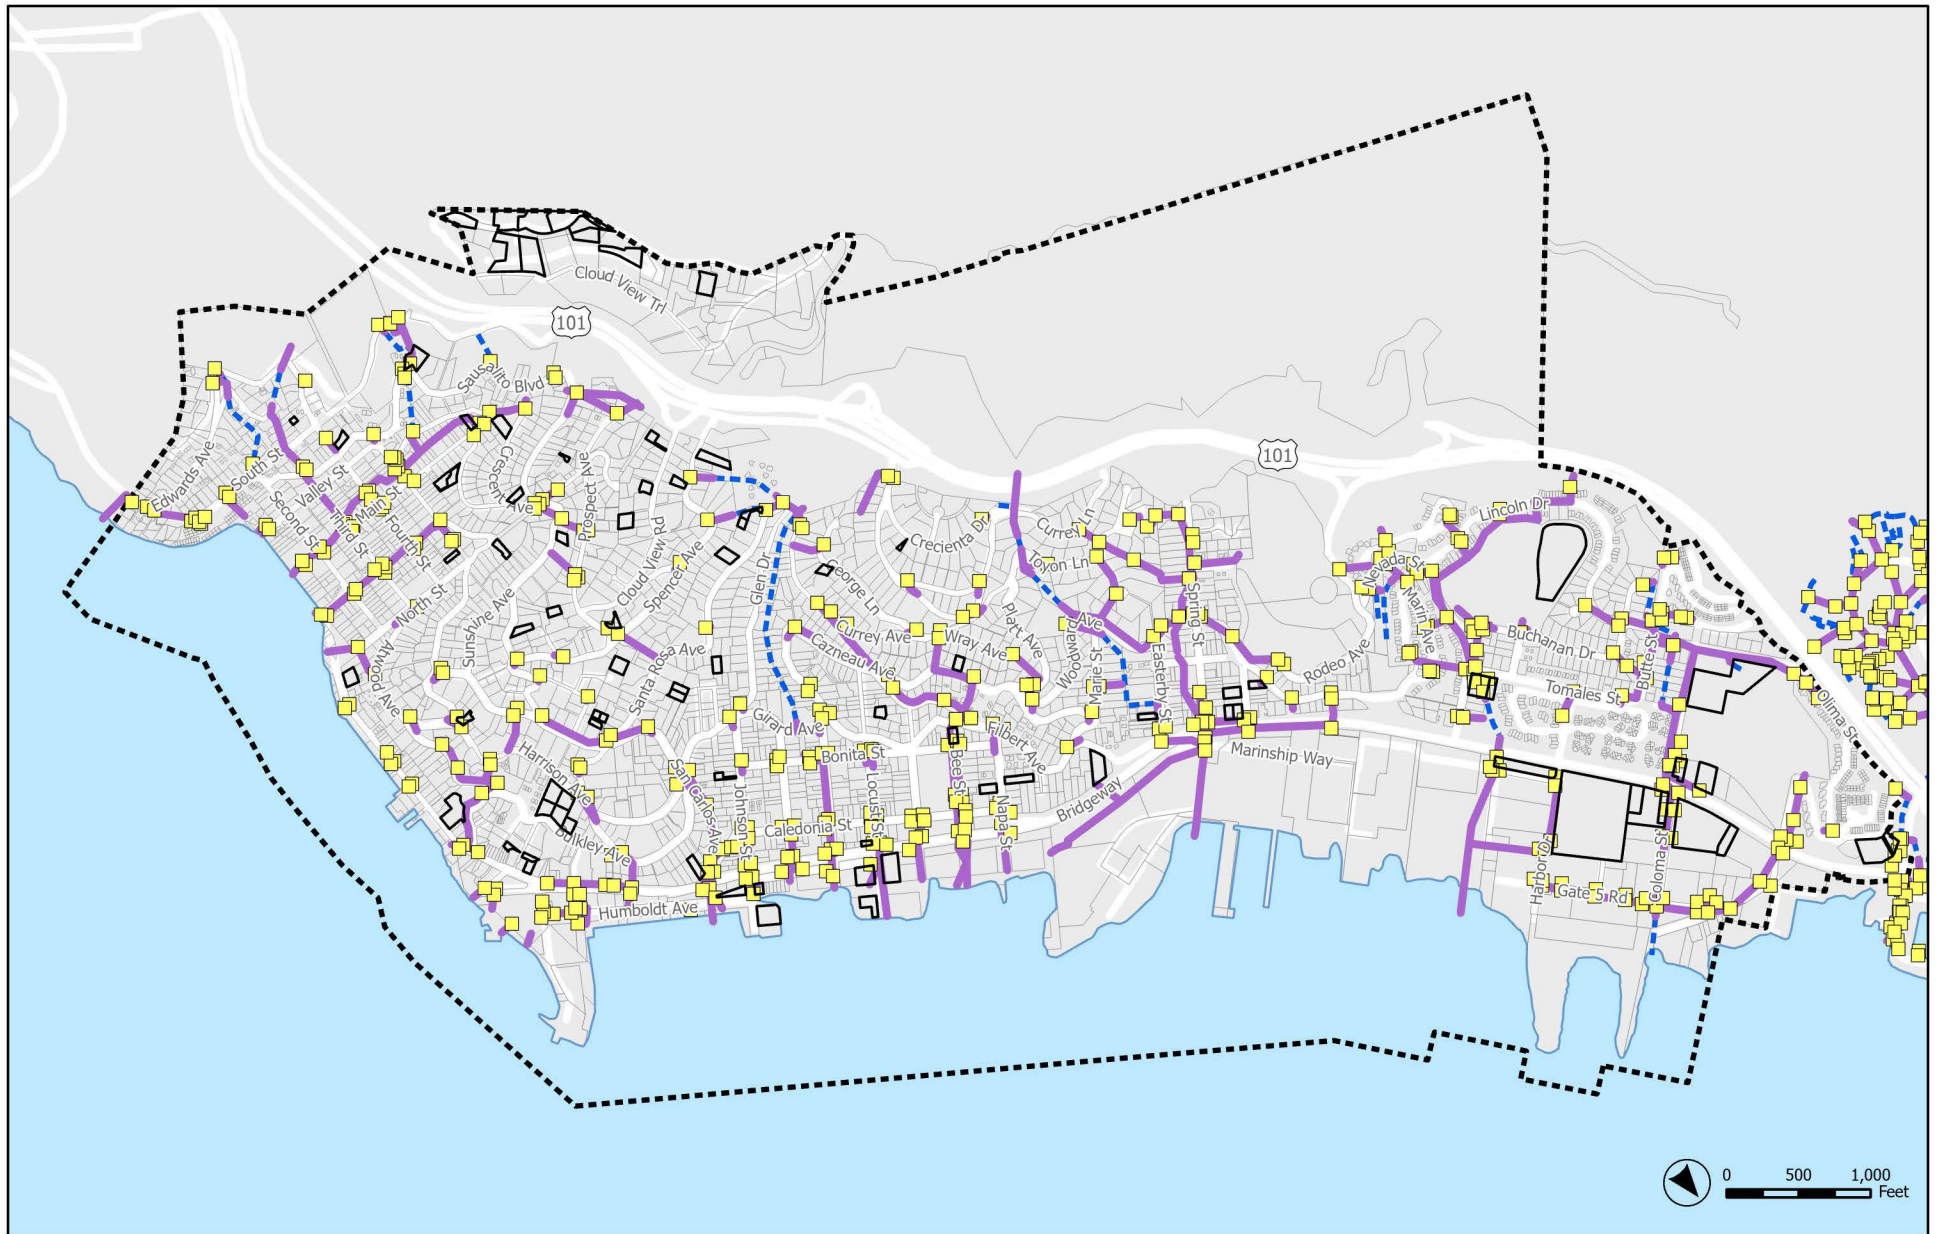 Cloud View Trl
101
Sausalito Blvd
101
Edwards Ave
South St
Valley St
Second St
Third St
Main St
Fourth St
Crescent Ave
Prospect Ave
Cloud View Rd
Spencer Ave
Glen Dr
George Ln
Crecienta Dr
Currey Ln
Toyon Ln
Platt Ave
Woodward Ave
Marie St
Easterby St
Spring St
Rodeo Ave
Nevada St
Marin Ave
Lincoln Dr
Buchanan Dr
Butte St
Tomales St
Olima St
North St
Atwood Ave
Sunshine Ave
Santa Rosa Ave
Currey Ave
Cazneau Ave
Wray Ave
Girard Ave
Bonita St
Filbert Ave
Bee St
Napa St
Locust St
Johnson St
Caledonia St
San Carlos Ave
Harrison Ave
Bulkley Ave
Humboldt Ave
Bridgeway
Marinship Way
Harbor Dr
Gate 5 Rd
Coloma St
0 500 1,000
Feet